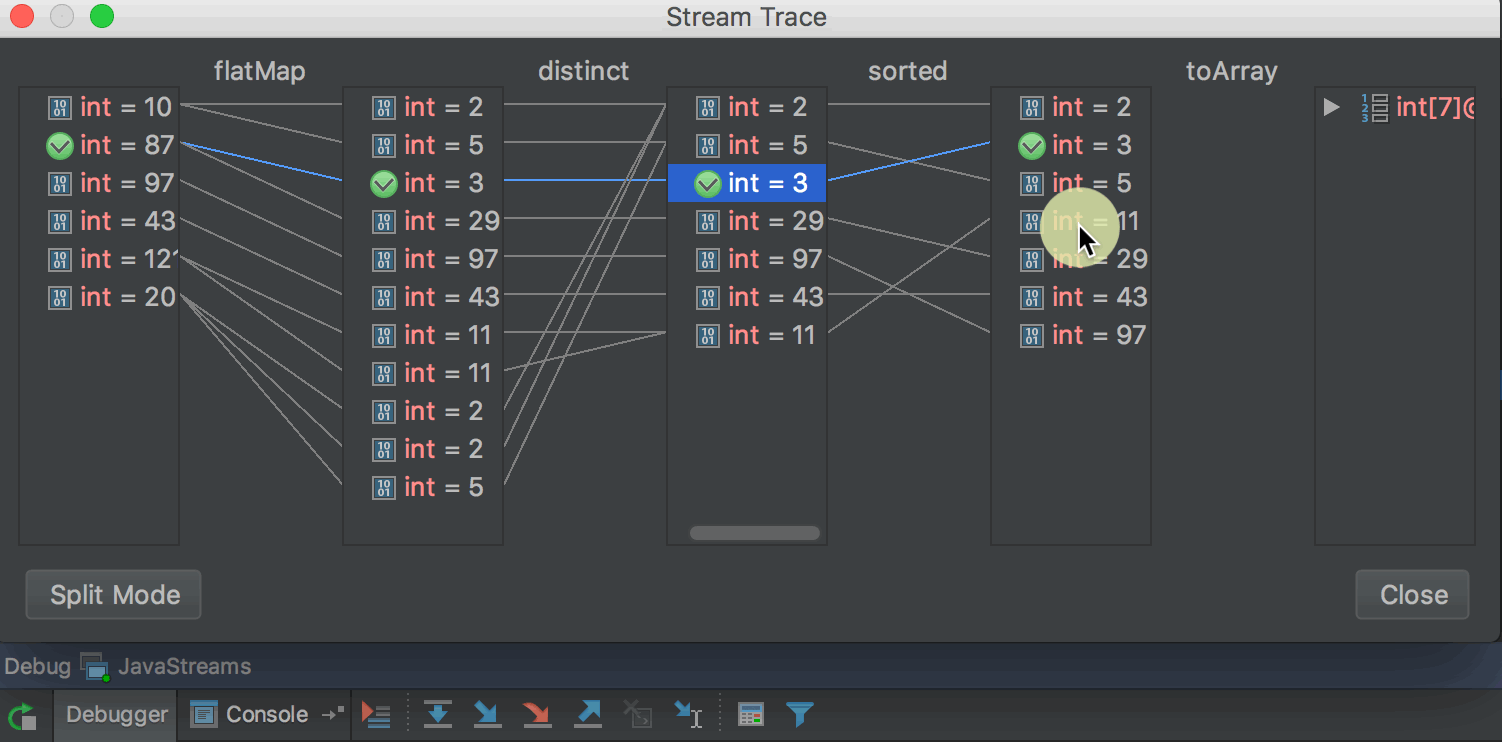 Stream Trace
flatMap distinct sorted toArray
int = 10 int = 2 int = 2 int = 2 int[7]@
int = 87 int = 5 int = 5 int = 3
int = 97 int = 3 int = 3 int = 5
int = 43 int = 29 int = 29 int = 11
int = 12 int = 97 int = 97 int = 29
int = 20 int = 43 int = 43 int = 43
int = 11 int = 11 int = 97
int = 11
int = 2
int = 2
int = 5
Split Mode Close
Debug JavaStreams
Debugger Console